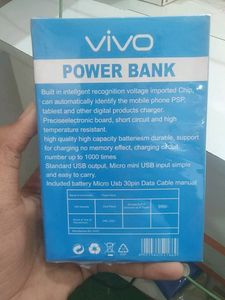 vivo
POWER BANK
Built in intellgent recognition voltage imported Chip,
can automatically identify the mobile phone PSP,
tablest and other digital products charger.
Preciseelectronic board, short circuit and high
temperature resistant.
high quality high capacity batteriesm durable, support
for charging no memory effect, charging circuit
number up to 1000 times
Standard USB output, Micro mini USB input simple
and easy to carry.
Included battery Micro Usb 30pin Data Cable manual